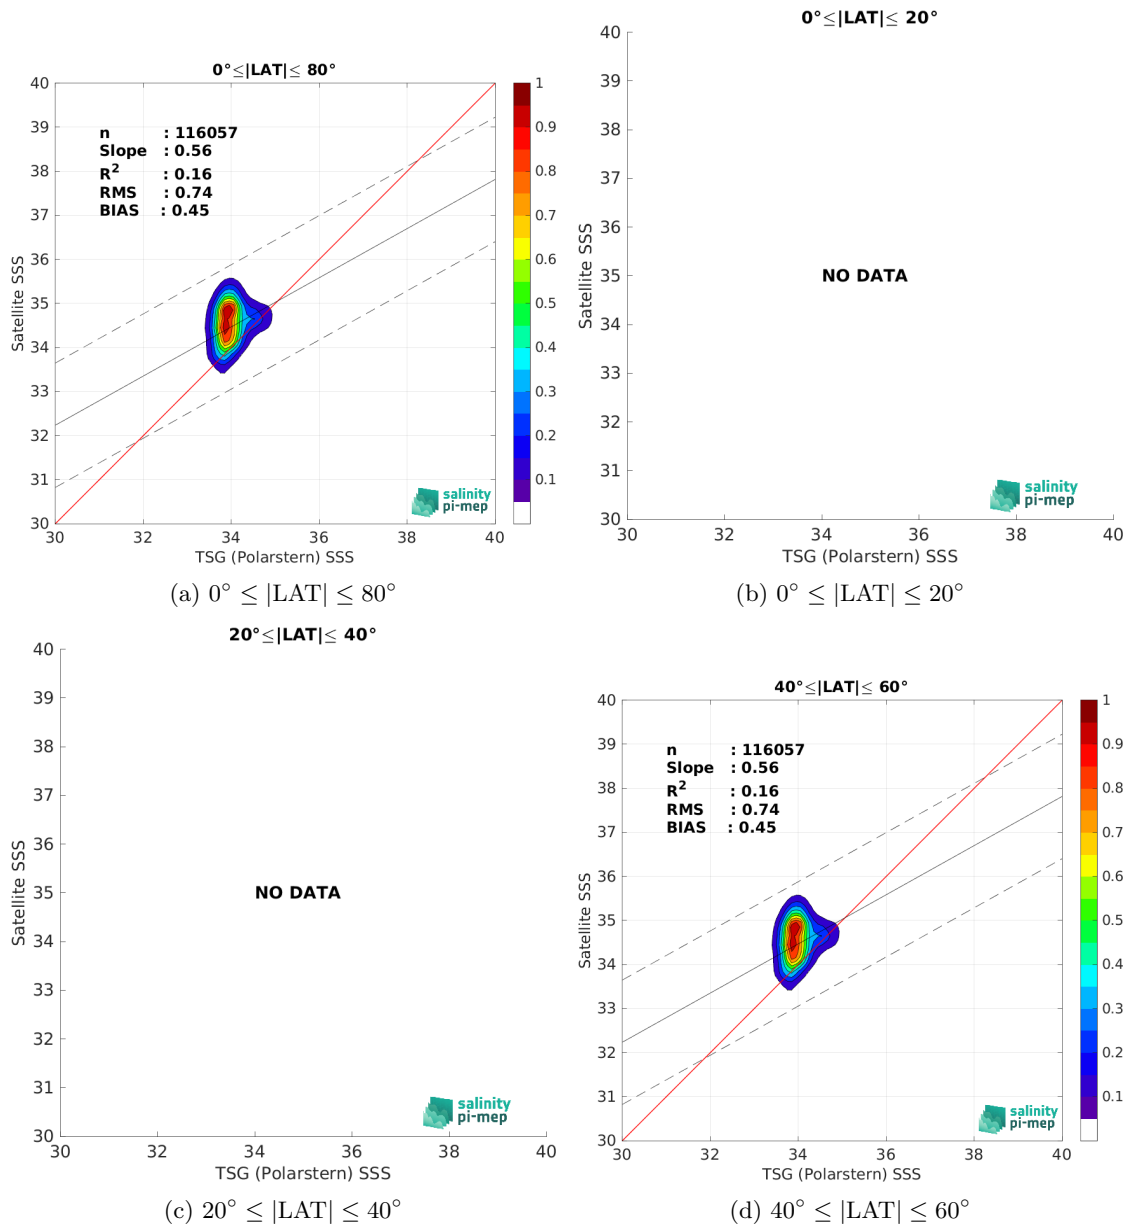 0°≤|LAT|≤ 80°
40
39
38
37
36
35
34
33
32
31
30
Satellite SSS
n : 116057
Slope : 0.56
R² : 0.16
RMS : 0.74
BIAS : 0.45
1
0.9
0.8
0.7
0.6
0.5
0.4
0.3
0.2
0.1
salinity
pi-mep
30 32 34 36 38 40
TSG (Polarstern) SSS
(a) 0° ≤ |LAT| ≤ 80°
0°≤|LAT|≤ 20°
40
39
38
37
36
35
34
33
32
31
30
Satellite SSS
NO DATA
salinity
pi-mep
30 32 34 36 38 40
TSG (Polarstern) SSS
(b) 0° ≤ |LAT| ≤ 20°
20°≤|LAT|≤ 40°
40
39
38
37
36
35
34
33
32
31
30
Satellite SSS
NO DATA
salinity
pi-mep
30 32 34 36 38 40
TSG (Polarstern) SSS
(c) 20° ≤ |LAT| ≤ 40°
40°≤|LAT|≤ 60°
40
39
38
37
36
35
34
33
32
31
30
Satellite SSS
n : 116057
Slope : 0.56
R² : 0.16
RMS : 0.74
BIAS : 0.45
1
0.9
0.8
0.7
0.6
0.5
0.4
0.3
0.2
0.1
salinity
pi-mep
30 32 34 36 38 40
TSG (Polarstern) SSS
(d) 40° ≤ |LAT| ≤ 60°